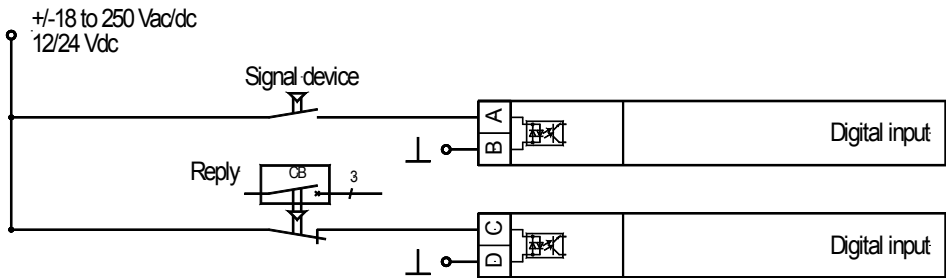 +/-18 to 250 Vac/dc
12/24 Vdc
Signal device
A
B
Digital input
Reply
CB
3
C
D
Digital input